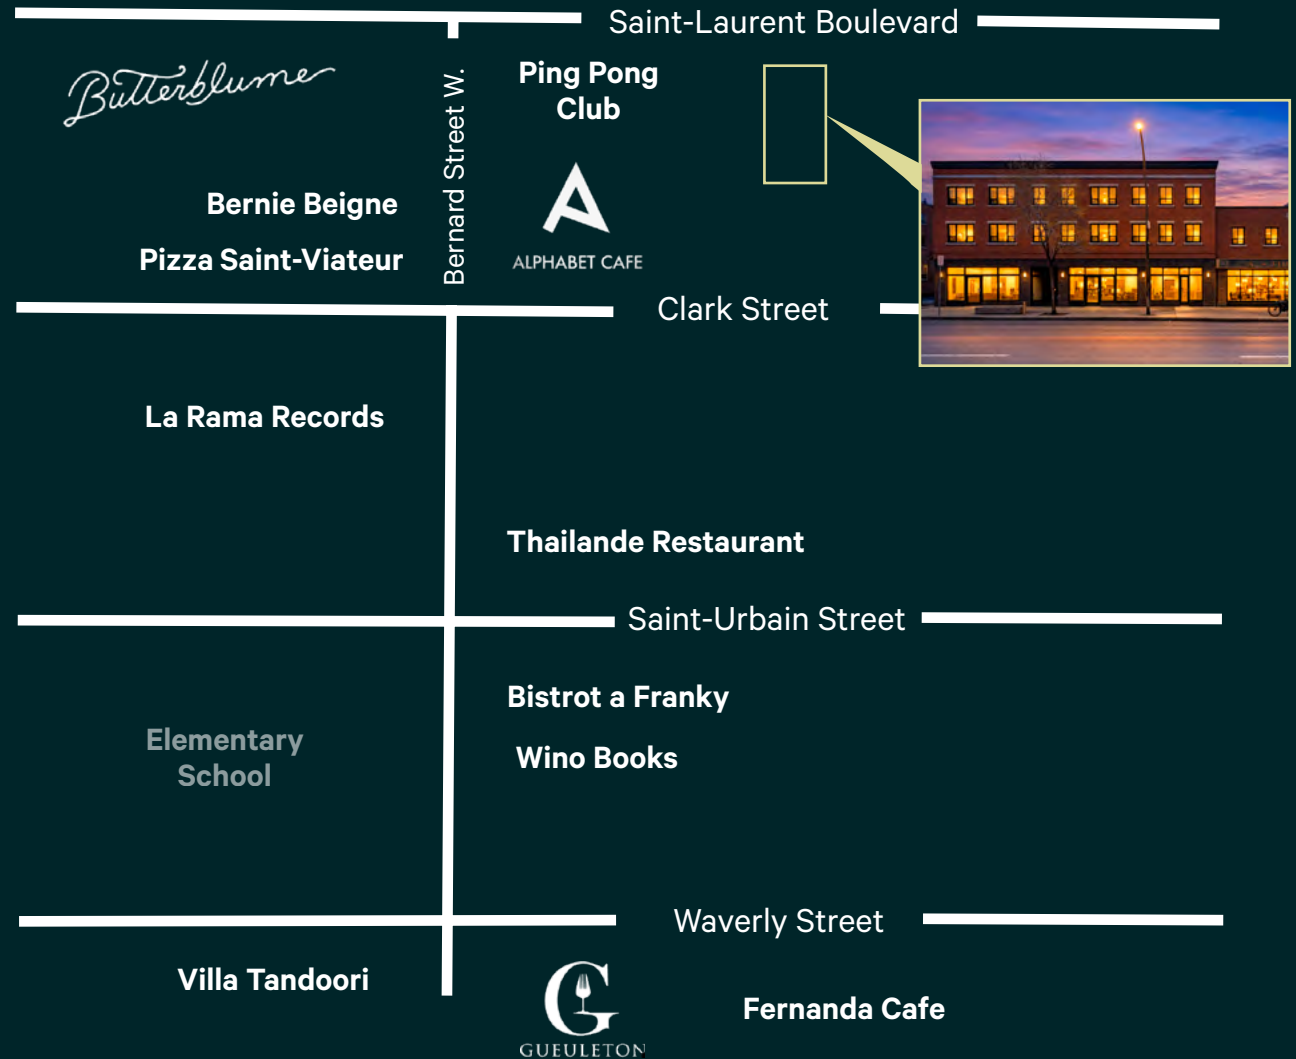 Saint-Laurent Boulevard
Butterblume
Bernard Street W.
Ping Pong
Club
Bernie Beigne
Pizza Saint-Viateur
ALPHABET CAFE
Clark Street
La Rama Records
Thailande Restaurant
Saint-Urbain Street
Bistrot a Franky
Elementary
School
Wino Books
Waverly Street
Villa Tandoori
G
GUEULETON
Fernanda Cafe